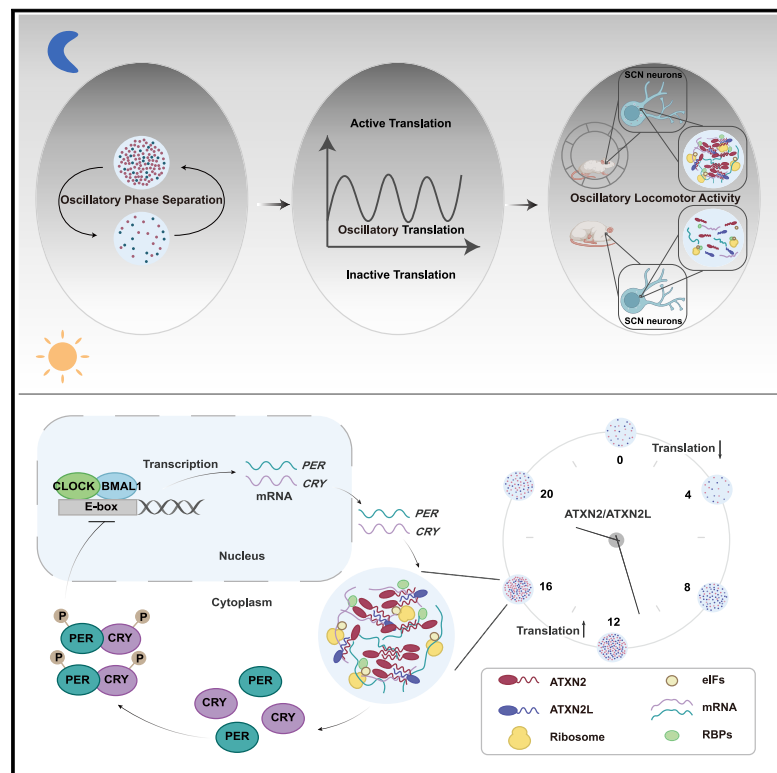 SCN neurons
Active Translation
Oscillatory Phase Separation
Oscillatory Translation
Oscillatory Locomotor Activity
Inactive Translation
SCN neurons
Transcription
PER
CRY
mRNA
CLOCK
BMAL1
E-box
PER
CRY
Nucleus
Cytoplasm
P
P
PER
CRY
P
P
PER
CRY
PER
CRY
CRY
PER
0
Translation
4
8
12
16
20
ATXN2/ATXN2L
Translation
ATXN2
eIFs
ATXN2L
mRNA
Ribosome
RBPs